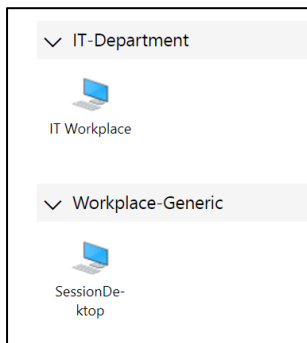 IT-Department
IT Workplace
Workplace-Generic
SessionDe-
ktop